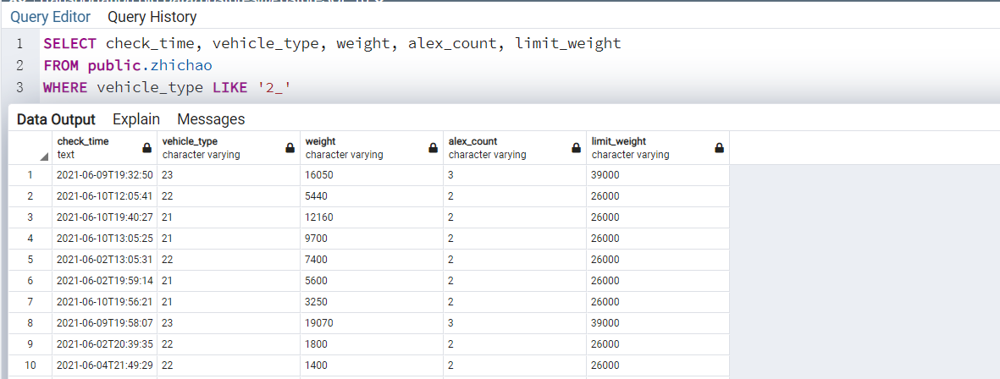 Query Editor Query History
1 SELECT check_time, vehicle_type, weight, alex_count, limit_weight
2 FROM public.zhichao
3 WHERE vehicle_type LIKE '2_'
Data Output Explain Messages
check_time vehicle_type weight alex_count limit_weight
text character varying character varying character varying character varying
1 2021-06-09T19:32:50 23 16050 3 39000
2 2021-06-10T12:05:41 22 5440 2 26000
3 2021-06-10T19:40:27 21 12160 2 26000
4 2021-06-10T13:05:25 21 9700 2 26000
5 2021-06-02T13:05:31 22 7400 2 26000
6 2021-06-02T19:59:14 21 5600 2 26000
7 2021-06-10T19:56:21 21 3250 2 26000
8 2021-06-09T19:58:07 23 19070 3 39000
9 2021-06-02T20:39:35 22 1800 2 26000
10 2021-06-04T21:49:29 22 1400 2 26000